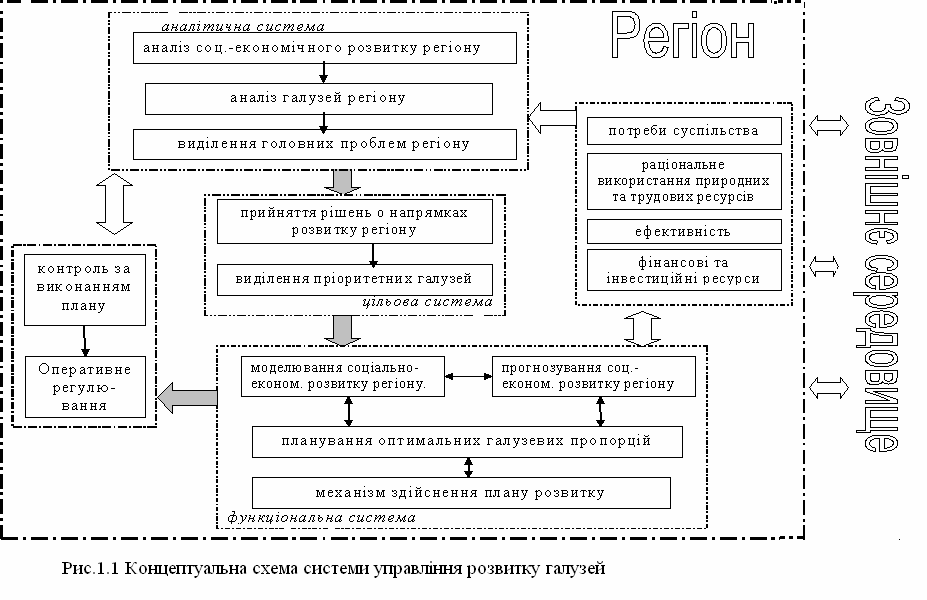 аналітична система
аналіз соц.-економічного розвитку регіону
аналіз галузей регіону
виділення головних проблем регіону
Регіон
потреби суспільства
раціональне
використання природних
та трудових ресурсів
ефективність
фінансові та
інвестиційні ресурси
Зовнішнє середовище
прийняття рішень о напрямках
розвитку регіону
виділення пріоритетних галузей
цільова система
контроль за
виконанням
плану
Оперативне
регулю-
вання
моделювання соціально-
економ. розвитку регіону.
прогнозування соц.-
економ. розвитку регіону
планування оптимальних галузевих пропорцій
механізм здійснення плану розвитку
функціональна система
Рис.1.1 Концептуальна схема системи управління розвитку галузей